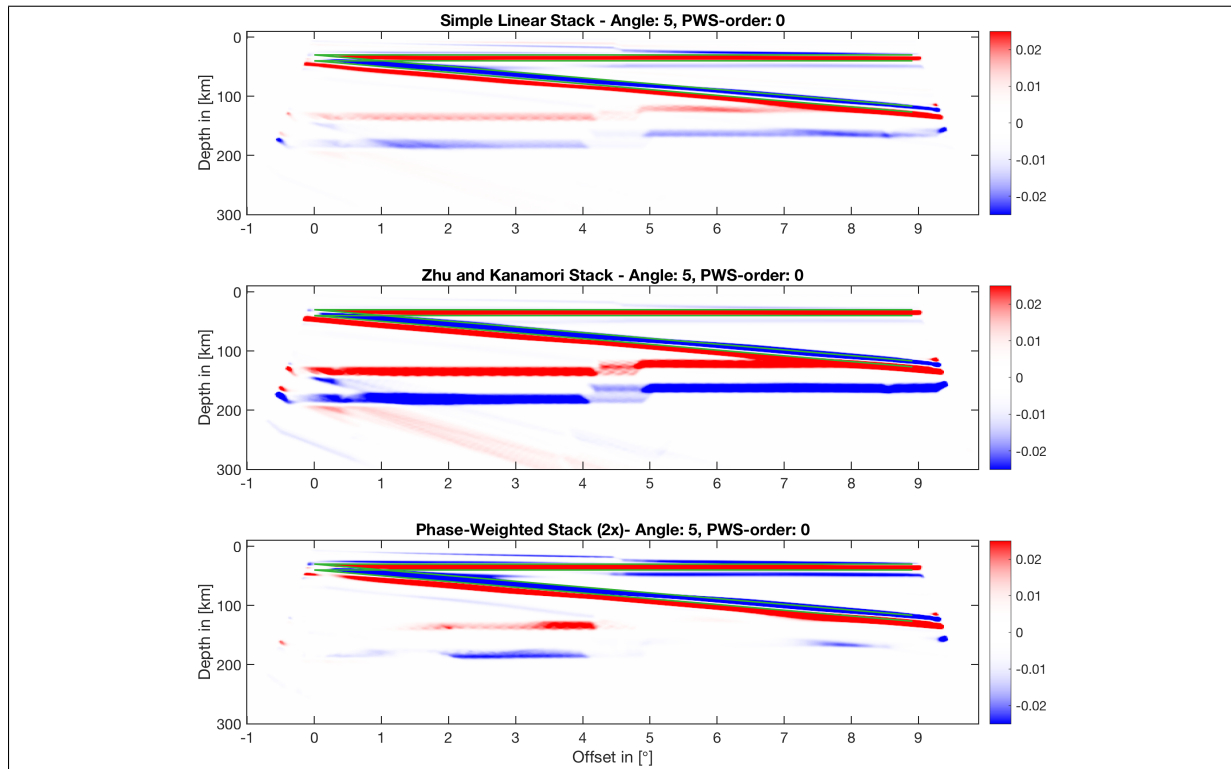 Simple Linear Stack - Angle: 5, PWS-order: 0
0
100
200
300
Depth in [km]
-1 0 1 2 3 4 5 6 7 8 9
0.02
0.01
0
-0.01
-0.02
Zhu and Kanamori Stack - Angle: 5, PWS-order: 0
0
100
200
300
Depth in [km]
-1 0 1 2 3 4 5 6 7 8 9
0.02
0.01
0
-0.01
-0.02
Phase-Weighted Stack (2x)- Angle: 5, PWS-order: 0
0
100
200
300
Depth in [km]
-1 0 1 2 3 4 5 6 7 8 9
Offset in [°]
0.02
0.01
0
-0.01
-0.02